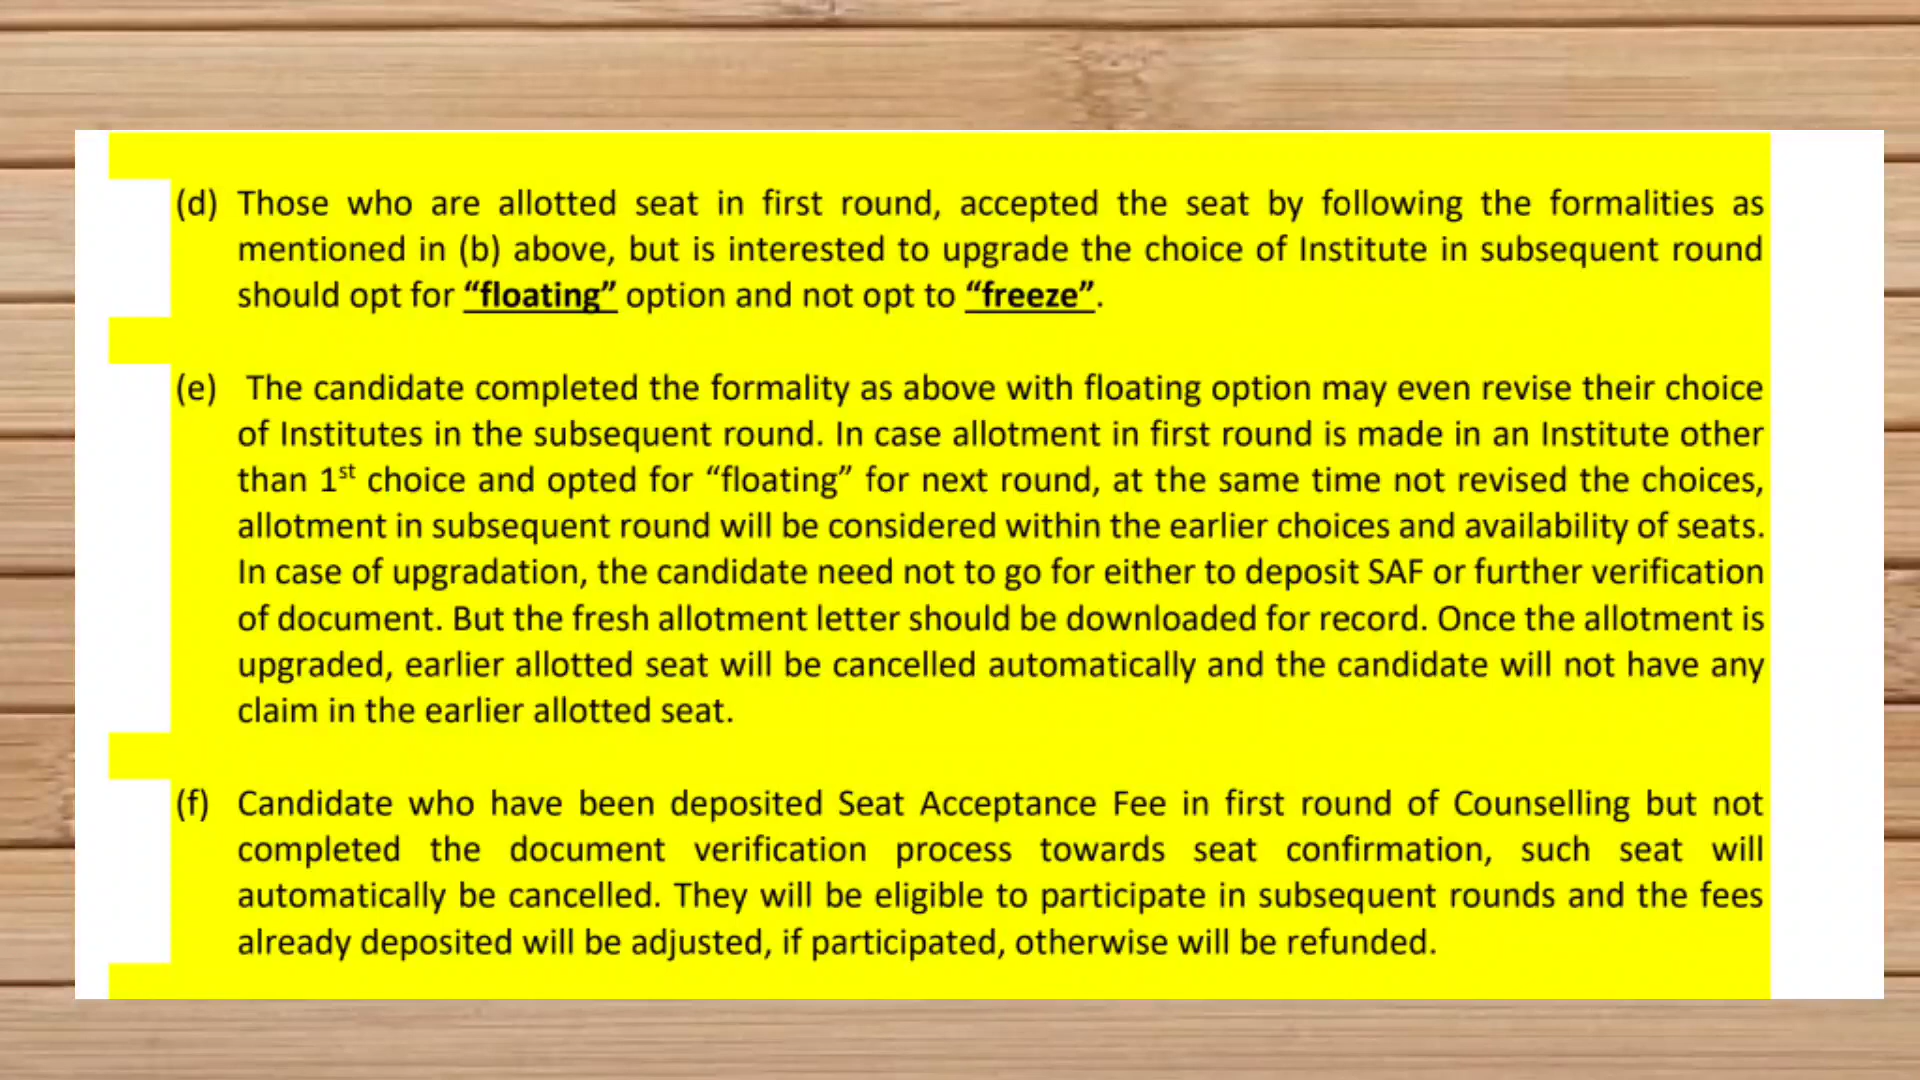 (d) Those who are allotted seat in first round, accepted the seat by following the formalities as
mentioned in (b) above, but is interested to upgrade the choice of Institute in subsequent round
should opt for “floating” option and not opt to “freeze”.
(e) The candidate completed the formality as above with floating option may even revise their choice
of Institutes in the subsequent round. In case allotment in first round is made in an Institute other
than 1st choice and opted for “floating” for next round, at the same time not revised the choices,
allotment in subsequent round will be considered within the earlier choices and availability of seats.
In case of upgradation, the candidate need not to go for either to deposit SAF or further verification
of document. But the fresh allotment letter should be downloaded for record. Once the allotment is
upgraded, earlier allotted seat will be cancelled automatically and the candidate will not have any
claim in the earlier allotted seat.
(f) Candidate who have been deposited Seat Acceptance Fee in first round of Counselling but not
completed the document verification process towards seat confirmation, such seat will
automatically be cancelled. They will be eligible to participate in subsequent rounds and the fees
already deposited will be adjusted, if participated, otherwise will be refunded.